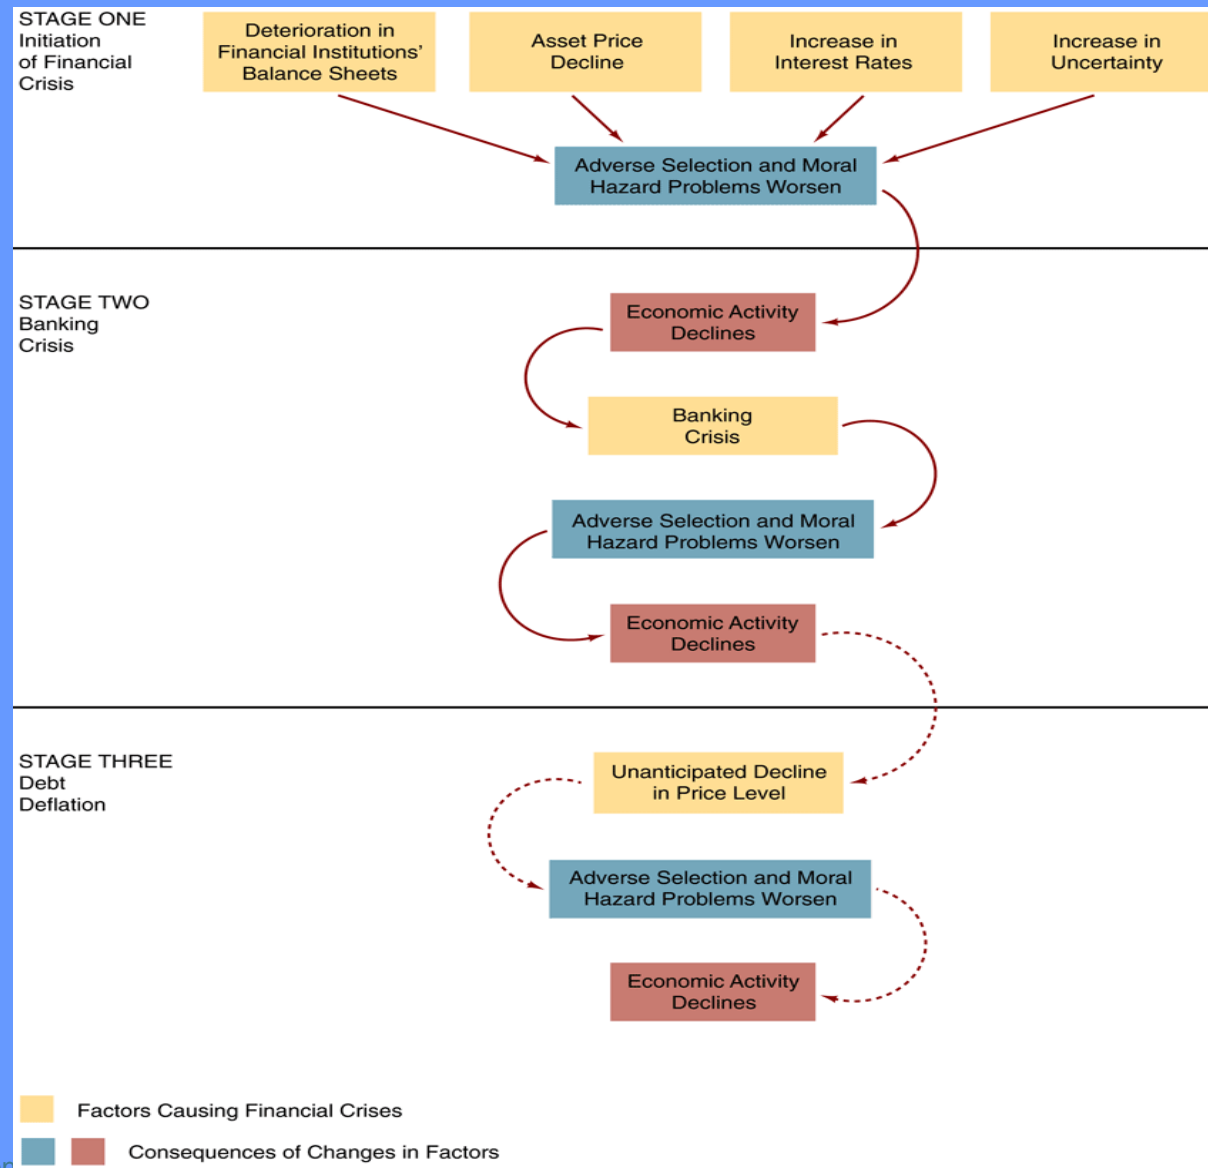 STAGE ONE
Initiation
of Financial
Crisis
Deterioration in
Financial Institutions’
Balance Sheets
Asset Price
Decline
Increase in
Interest Rates
Increase in
Uncertainty
Adverse Selection and Moral
Hazard Problems Worsen
STAGE TWO
Banking
Crisis
Economic Activity
Declines
Banking
Crisis
Adverse Selection and Moral
Hazard Problems Worsen
Economic Activity
Declines
STAGE THREE
Debt
Deflation
Unanticipated Decline
in Price Level
Adverse Selection and Moral
Hazard Problems Worsen
Economic Activity
Declines
Factors Causing Financial Crises
Consequences of Changes in Factors